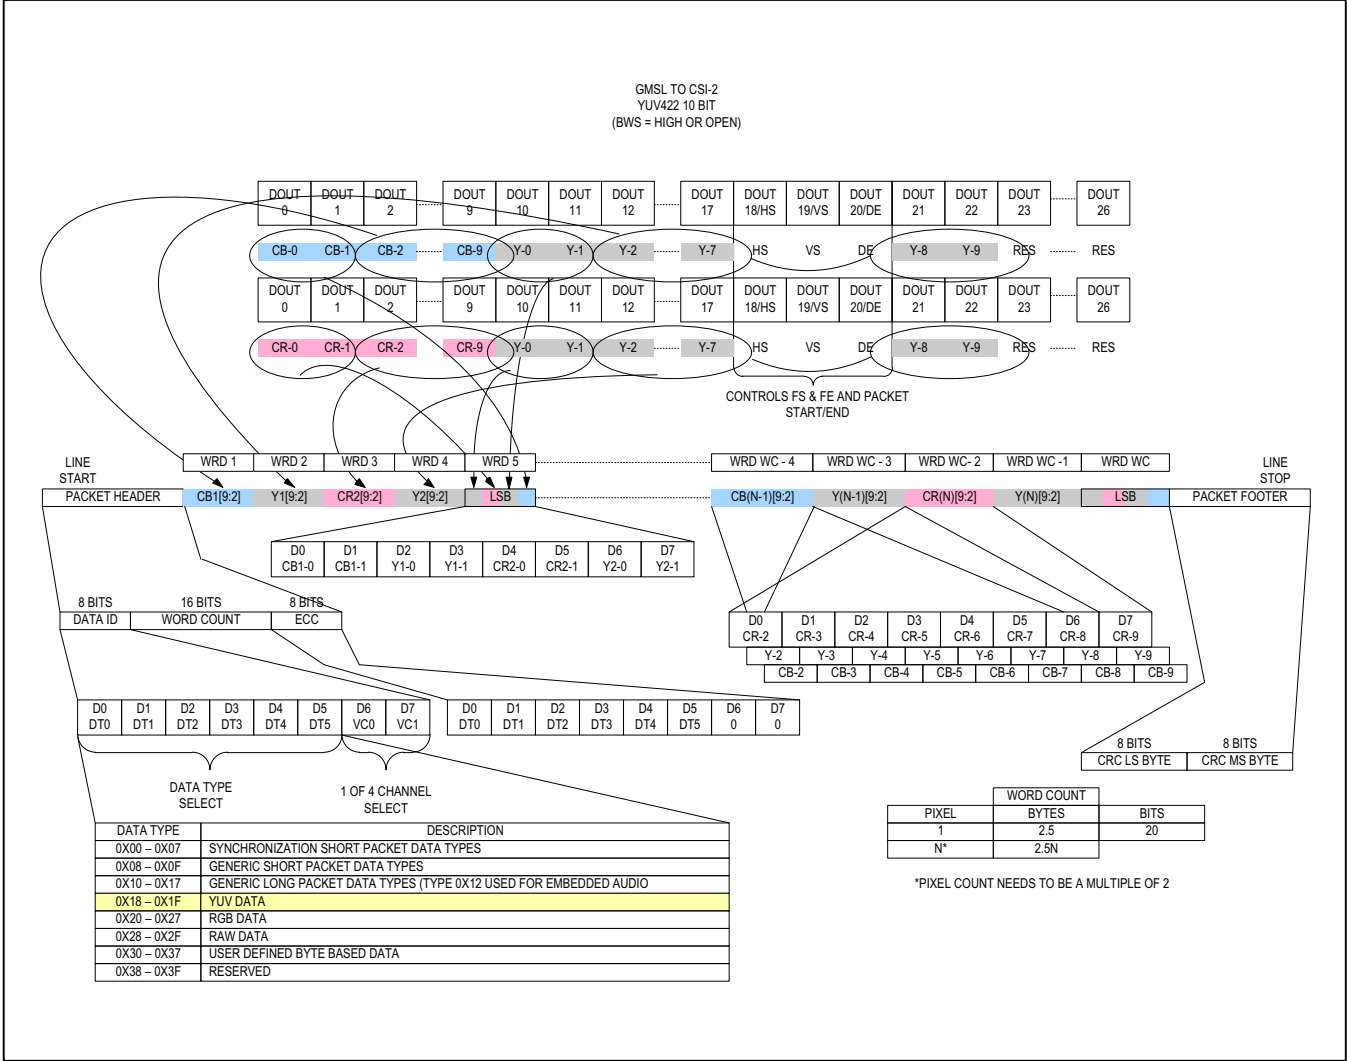 GMSL TO CSI-2
YUV422 10 BIT
(BWS = HIGH OR OPEN)
DOUT 0 DOUT 1 DOUT 2 DOUT 9 DOUT 10 DOUT 11 DOUT 12 DOUT 17 DOUT 18/HS DOUT 19/VS DOUT 20/DE DOUT 21 DOUT 22 DOUT 23 DOUT 26
CB-0 CB-1 CB-2 CB-9 Y-0 Y-1 Y-2 Y-7 HS VS DE Y-8 Y-9 RES RES
DOUT 0 DOUT 1 DOUT 2 DOUT 9 DOUT 10 DOUT 11 DOUT 12 DOUT 17 DOUT 18/HS DOUT 19/VS DOUT 20/DE DOUT 21 DOUT 22 DOUT 23 DOUT 26
CR-0 CR-1 CR-2 CR-9 Y-0 Y-1 Y-2 Y-7 HS VS DE Y-8 Y-9 RES RES
CONTROLS FS & FE AND PACKET
START/END
LINE
START
WRD 1 WRD 2 WRD 3 WRD 4 WRD 5 WRD WC - 4 WRD WC - 3 WRD WC- 2 WRD WC -1 WRD WC
LINE
STOP
PACKET HEADER CB1[9:2] Y1[9:2] CR2[9:2] Y2[9:2] LSB CB(N-1)[9:2] Y(N-1)[9:2] CR(N)[9:2] Y(N)[9:2] LSB PACKET FOOTER
D0 D1 D2 D3 D4 D5 D6 D7
CB1-0 CB1-1 Y1-0 Y1-1 CR2-0 CR2-1 Y2-0 Y2-1
8 BITS 16 BITS 8 BITS
DATA ID WORD COUNT ECC
D0 D1 D2 D3 D4 D5 D6 D7
CR-2 CR-3 CR-4 CR-5 CR-6 CR-7 CR-8 CR-9
Y-2 Y-3 Y-4 Y-5 Y-6 Y-7 Y-8 Y-9
CB-2 CB-3 CB-4 CB-5 CB-6 CB-7 CB-8 CB-9
D0 D1 D2 D3 D4 D5 D6 D7
DT0 DT1 DT2 DT3 DT4 DT5 VC0 VC1
D0 D1 D2 D3 D4 D5 D6 D7
DT0 DT1 DT2 DT3 DT4 DT5 0 0
8 BITS 8 BITS
CRC LS BYTE CRC MS BYTE
DATA TYPE
SELECT
1 OF 4 CHANNEL
SELECT
WORD COUNT
PIXEL BYTES BITS
1 2.5 20
N* 2.5N
*PIXEL COUNT NEEDS TO BE A MULTIPLE OF 2
DATA TYPE DESCRIPTION
0X00 – 0X07 SYNCHRONIZATION SHORT PACKET DATA TYPES
0X08 – 0X0F GENERIC SHORT PACKET DATA TYPES
0X10 – 0X17 GENERIC LONG PACKET DATA TYPES (TYPE 0X12 USED FOR EMBEDDED AUDIO
0X18 – 0X1F YUV DATA
0X20 – 0X27 RGB DATA
0X28 – 0X2F RAW DATA
0X30 – 0X37 USER DEFINED BYTE BASED DATA
0X38 – 0X3F RESERVED